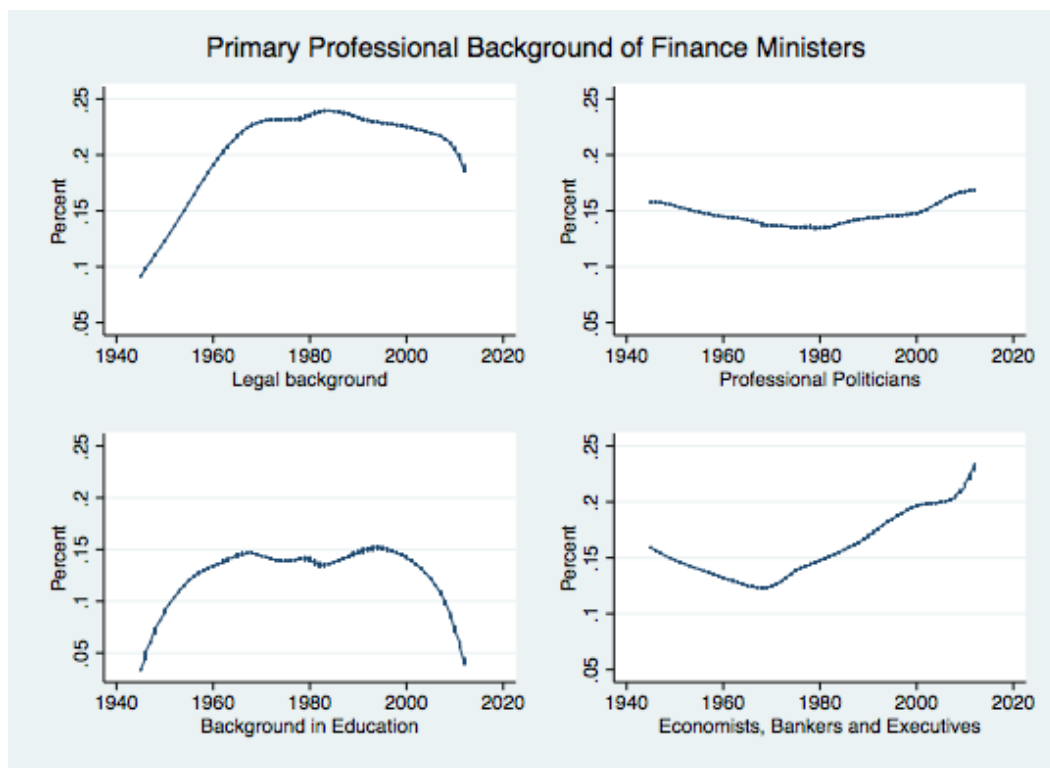 Primary Professional Background of Finance Ministers
.25
.2
.15
.1
.05
Percent
1940 1960 1980 2000 2020
Legal background
.25
.2
.15
.1
.05
Percent
1940 1960 1980 2000 2020
Professional Politicians
.25
.2
.15
.1
.05
Percent
1940 1960 1980 2000 2020
Background in Education
.25
.2
.15
.1
.05
Percent
1940 1960 1980 2000 2020
Economists, Bankers and Executives